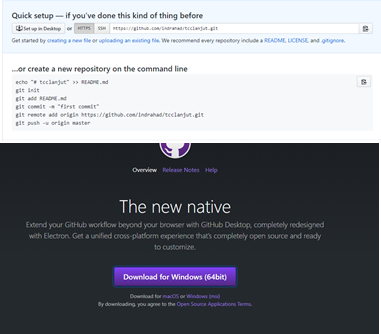 Quick setup — if you've done this kind of thing before
Set up in Desktop or HTTPS SSH https://github.com/indrahad/tcclanjut.git
Get started by creating a new file or uploading an existing file. We recommend every repository include a README, LICENSE, and .gitignore.
...or create a new repository on the command line
echo "# tcclanjut" >> README.md
git init
git add README.md
git commit -m "first commit"
git remote add origin https://github.com/indrahad/tcclanjut.git
git push -u origin master
Overview Release Notes Help
The new native
Extend your GitHub workflow beyond your browser with GitHub Desktop, completely redesigned
with Electron. Get a unified cross-platform experience that's completely open source and ready
to customize.
Download for Windows (64bit)
Download for macOS or Windows (msi)
By downloading, you agree to the Open Source Applications Terms.